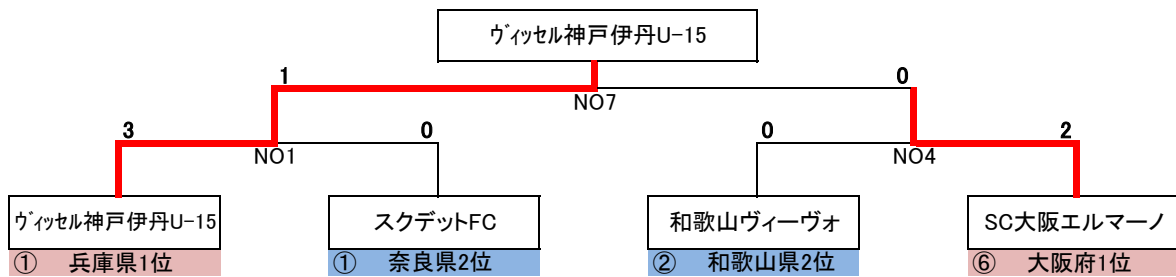 ヴィッセル神戸伊丹U-15
1
0
NO7
3
0
0
2
NO1
NO4
ヴィッセル神戸伊丹U-15
スクデットFC
和歌山ヴィーヴォ
SC大阪エルマーノ
① 兵庫県1位
① 奈良県2位
② 和歌山県2位
⑥ 大阪府1位